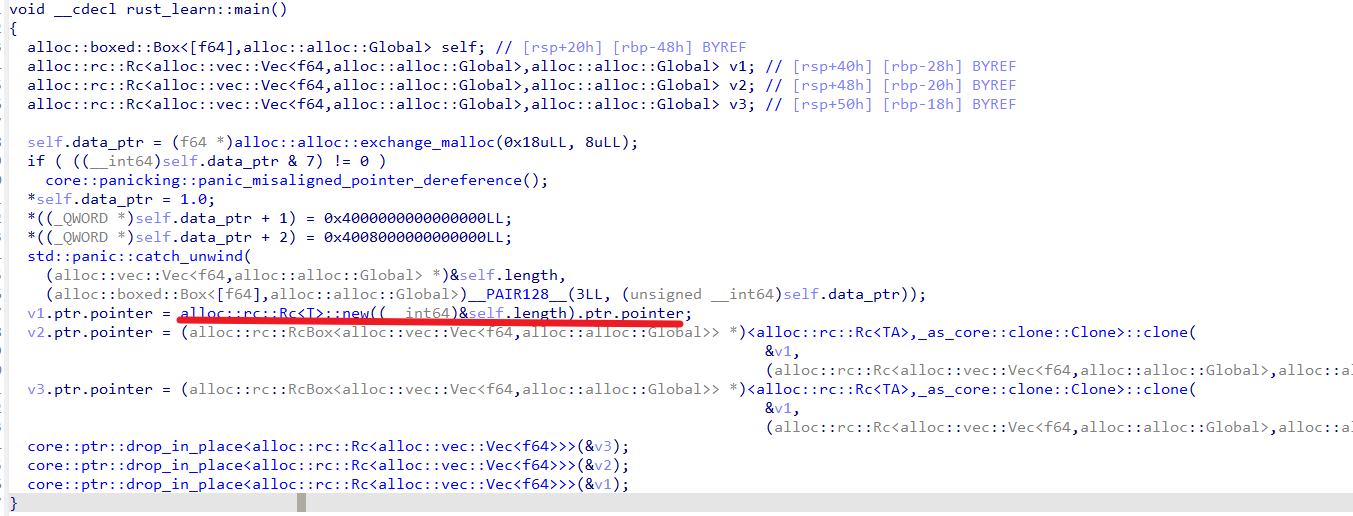 void __cdecl rust_learn::main()
{
  alloc::boxed::Box<[f64],alloc::alloc::Global> self; // [rsp+20h] [rbp-48h] BYREF
  alloc::rc::Rc<alloc::vec::Vec<f64,alloc::alloc::Global>,alloc::alloc::Global> v1; // [rsp+40h] [rbp-28h] BYREF
  alloc::rc::Rc<alloc::vec::Vec<f64,alloc::alloc::Global>,alloc::alloc::Global> v2; // [rsp+48h] [rbp-20h] BYREF
  alloc::rc::Rc<alloc::vec::Vec<f64,alloc::alloc::Global>,alloc::alloc::Global> v3; // [rsp+50h] [rbp-18h] BYREF

  self.data_ptr = (f64 *)alloc::alloc::exchange_malloc(0x18uLL, 8uLL);
  if ( ((__int64)self.data_ptr & 7) != 0 )
    core::panicking::panic_misaligned_pointer_dereference();
  *self.data_ptr = 1.0;
  *((_QWORD *)self.data_ptr + 1) = 0x4000000000000000LL;
  *((_QWORD *)self.data_ptr + 2) = 0x4008000000000000LL;
  std::panic::catch_unwind(
    (alloc::vec::Vec<f64,alloc::alloc::Global> *)&self.length,
    (alloc::boxed::Box<[f64],alloc::alloc::Global>)__PAIR128__(3LL, (unsigned __int64)self.data_ptr));
  v1.ptr.pointer = alloc::rc::Rc<T>::new((__int64)&self.length).ptr.pointer;
  v2.ptr.pointer = (alloc::rc::RcBox<alloc::vec::Vec<f64,alloc::alloc::Global>> *)<alloc::rc::Rc<TA>,_as_core::clone::Clone>::clone(
    &v1,
    (alloc::rc::Rc<alloc::vec::Vec<f64,alloc::alloc::Global>,alloc::al
  v3.ptr.pointer = (alloc::rc::RcBox<alloc::vec::Vec<f64,alloc::alloc::Global>> *)<alloc::rc::Rc<TA>,_as_core::clone::Clone>::clone(
    &v1,
    (alloc::rc::Rc<alloc::vec::Vec<f64,alloc::alloc::Global>,alloc::al
  core::ptr::drop_in_place<alloc::rc::Rc<alloc::vec::Vec<f64>>>(&v3);
  core::ptr::drop_in_place<alloc::rc::Rc<alloc::vec::Vec<f64>>>(&v2);
  core::ptr::drop_in_place<alloc::rc::Rc<alloc::vec::Vec<f64>>>(&v1);
}